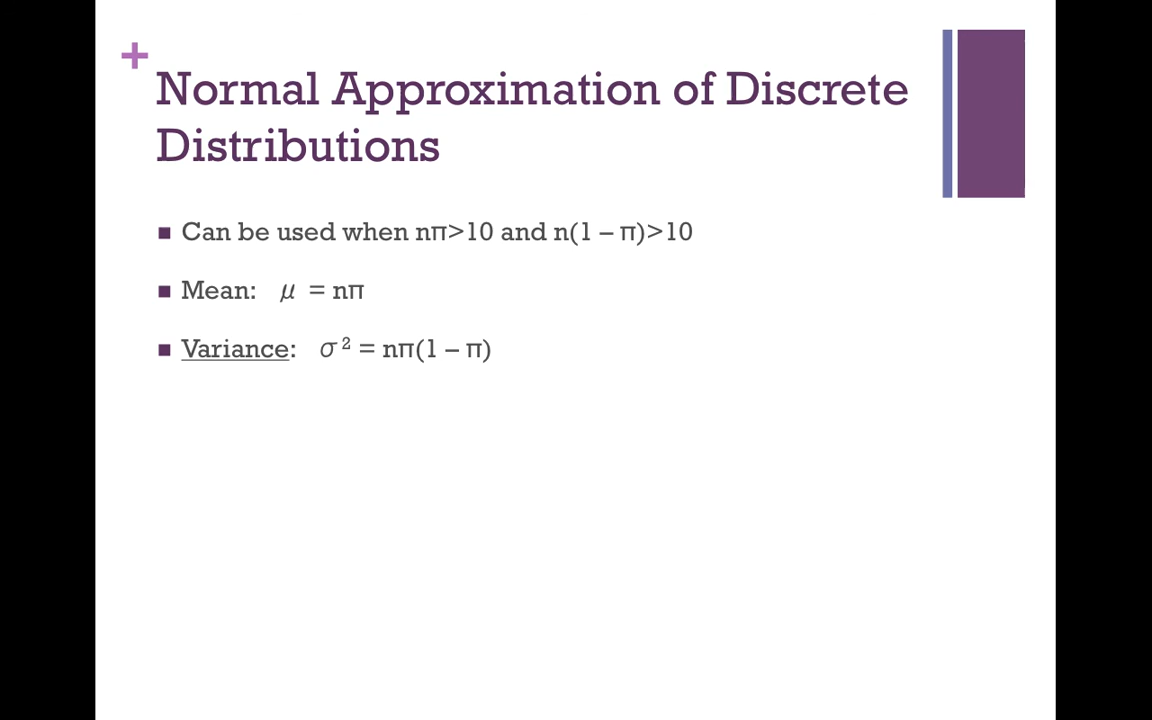 +
Normal Approximation of Discrete
Distributions
■ Can be used when nπ>10 and n(1 – π)>10
■ Mean: μ = nπ
■ Variance: σ² = nπ(1 – π)